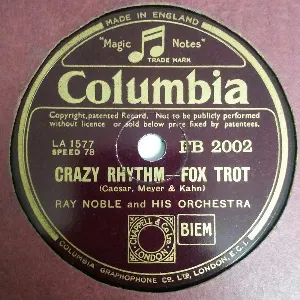 MADE IN ENGLAND
"Magic Notes"
TRADE MARK
Columbia
Copyright, patented Record. Not to be publicly performed
without licence or sold below price fixed by patentees.
LA 1577
SPEED 78
FB 2002
CRAZY RHYTHM—FOX TROT
(Caesar, Meyer & Kahn)
RAY NOBLE and HIS ORCHESTRA
CHAPPELL & Co Ltd
LONDON
BIEM
COLUMBIA GRAPHOPHONE Co. LTD, LONDON, E.C.1.